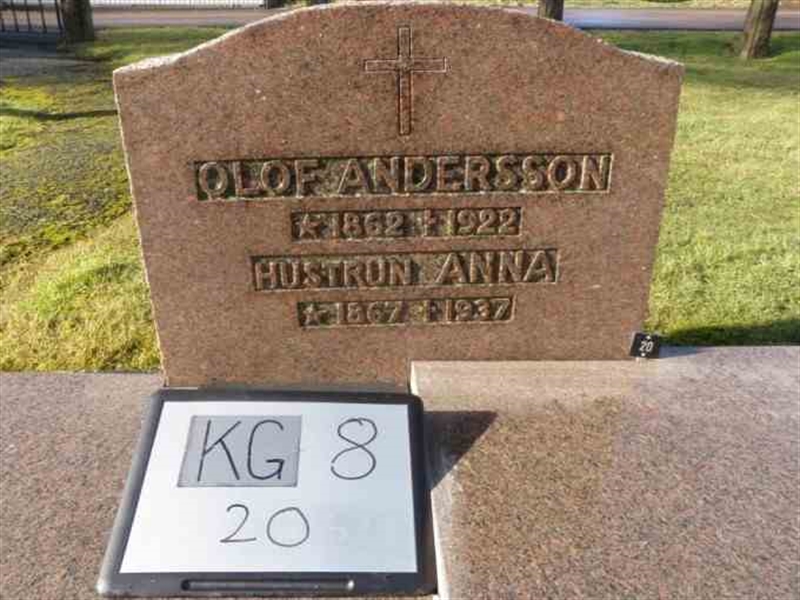 OLOF ANDERSSON
☆ 1862 ✝ 1922
HUSTRUN ANNA
☆ 1867 ✝ 1937
20
KG 8
20